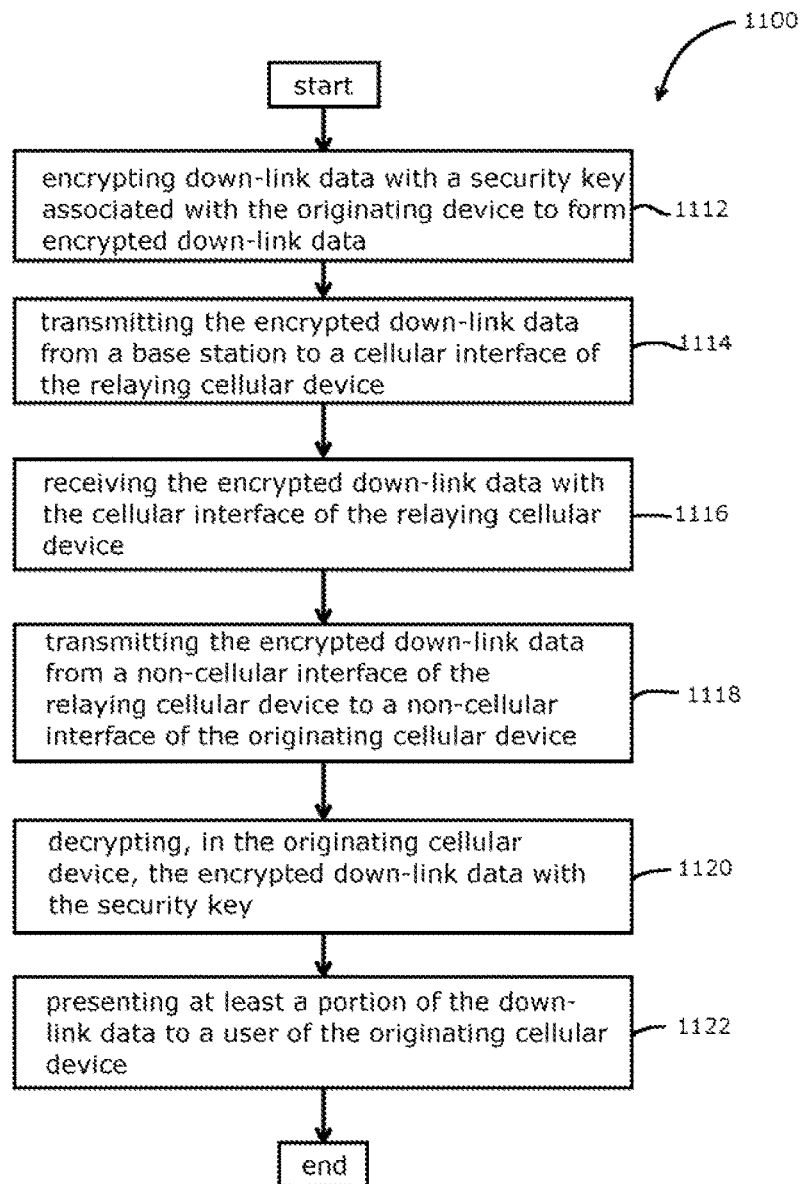 1100
start
encrypting down-link data with a security key
associated with the originating device to form
encrypted down-link data
1112
transmitting the encrypted down-link data
from a base station to a cellular interface of
the relaying cellular device
1114
receiving the encrypted down-link data with
the cellular interface of the relaying cellular
device
1116
transmitting the encrypted down-link data
from a non-cellular interface of the
relaying cellular device to a non-cellular
interface of the originating cellular device
1118
decrypting, in the originating cellular
device, the encrypted down-link data with
the security key
1120
presenting at least a portion of the down-
link data to a user of the originating cellular
device
1122
end